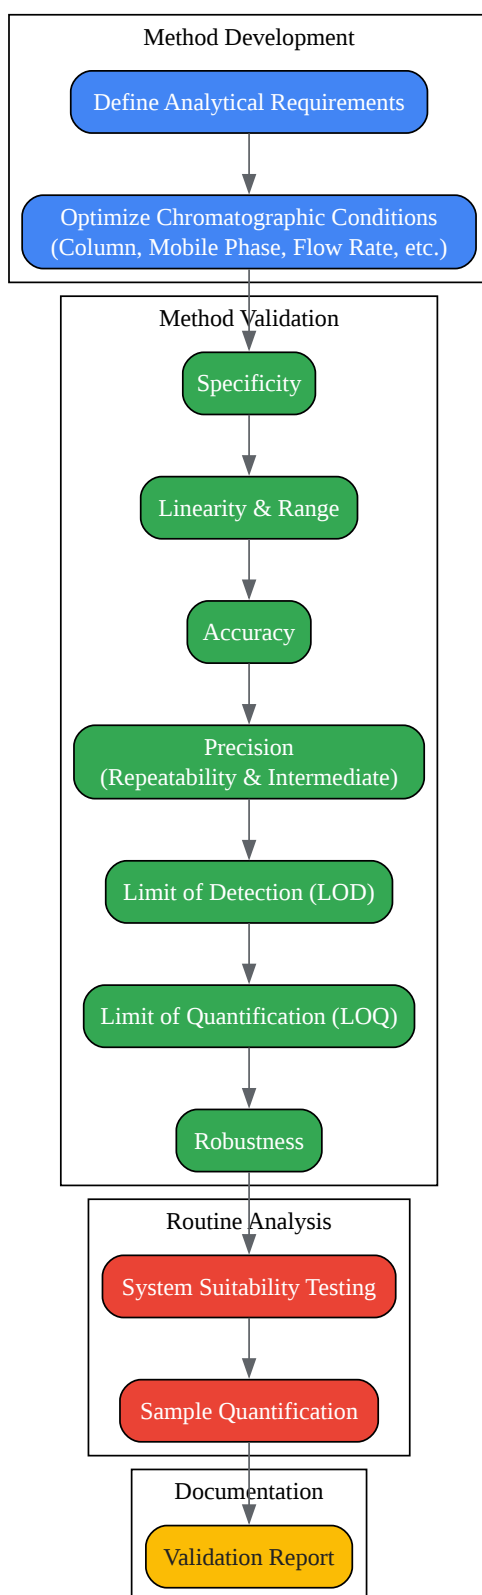 Method Development
Define Analytical Requirements
Optimize Chromatographic Conditions
(Column, Mobile Phase, Flow Rate, etc.)
Method Validation
Specificity
Linearity & Range
Accuracy
Precision
(Repeatability & Intermediate)
Limit of Detection (LOD)
Limit of Quantification (LOQ)
Robustness
Routine Analysis
System Suitability Testing
Sample Quantification
Documentation
Validation Report